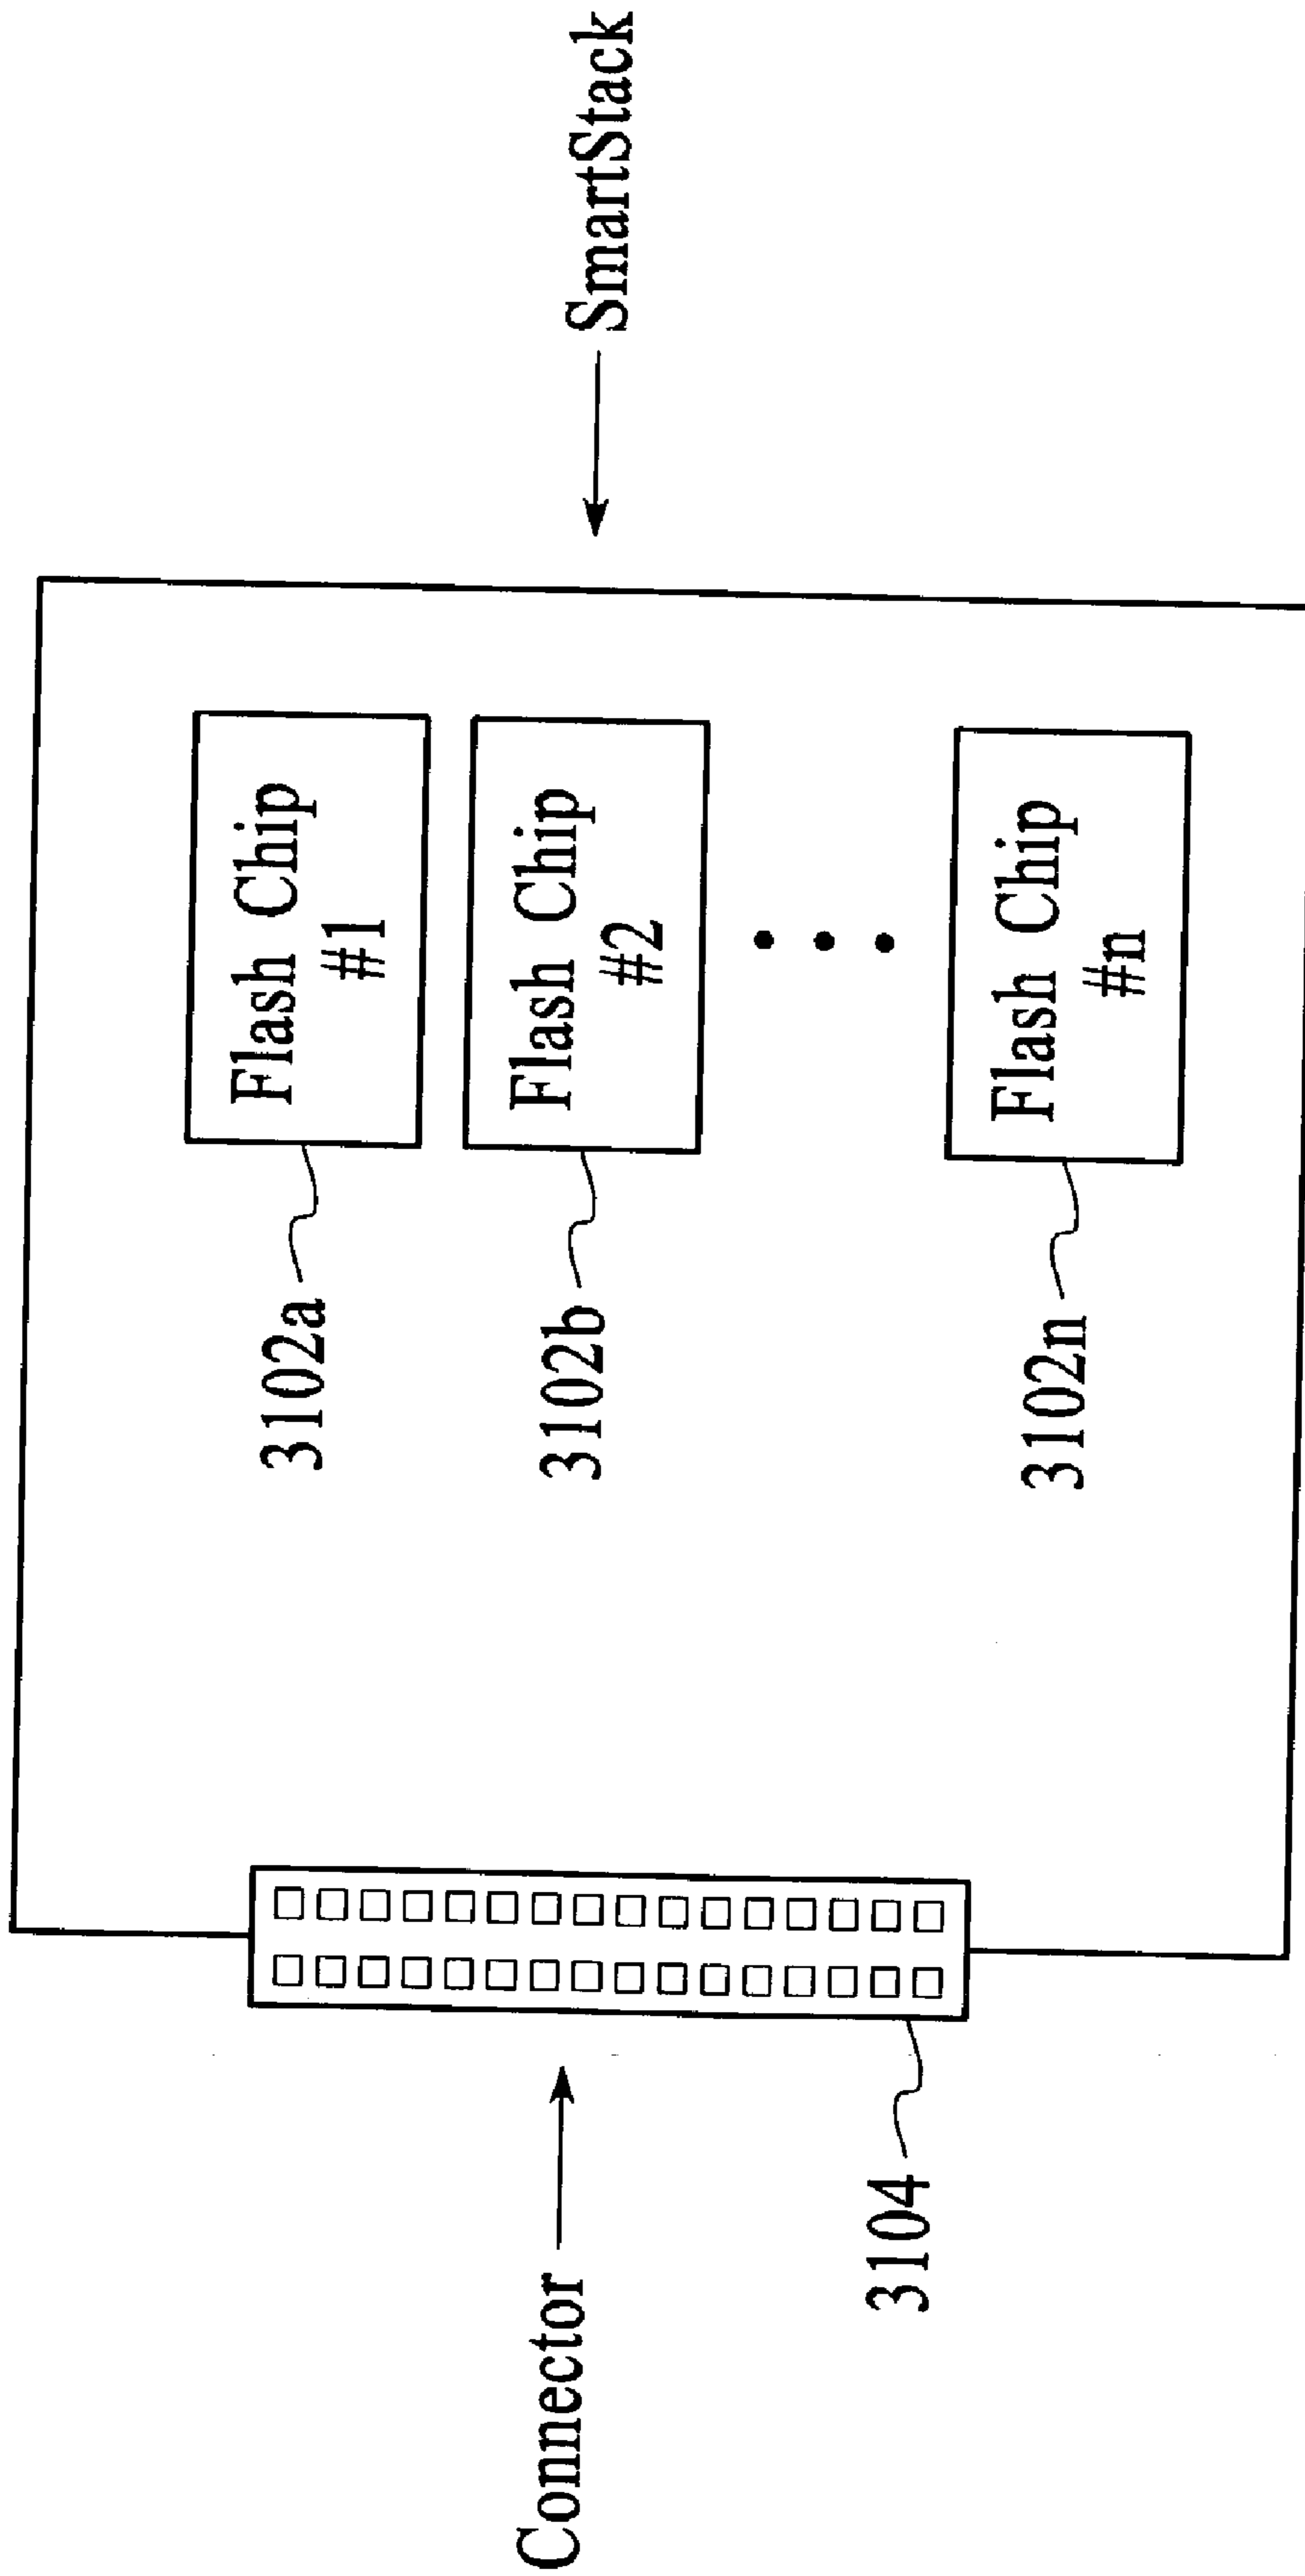 Connector
3104
3102a
Flash Chip
#1
3102b
Flash Chip
#2
3102n
Flash Chip
#n
SmartStack